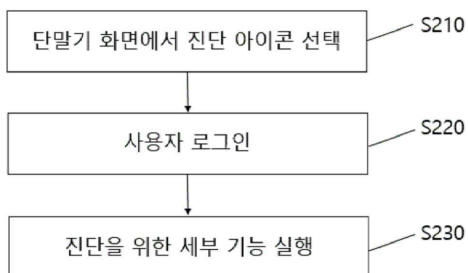 단말기 화면에서 진단 아이콘 선택
S210
사용자 로그인
S220
진단을 위한 세부 기능 실행
S230